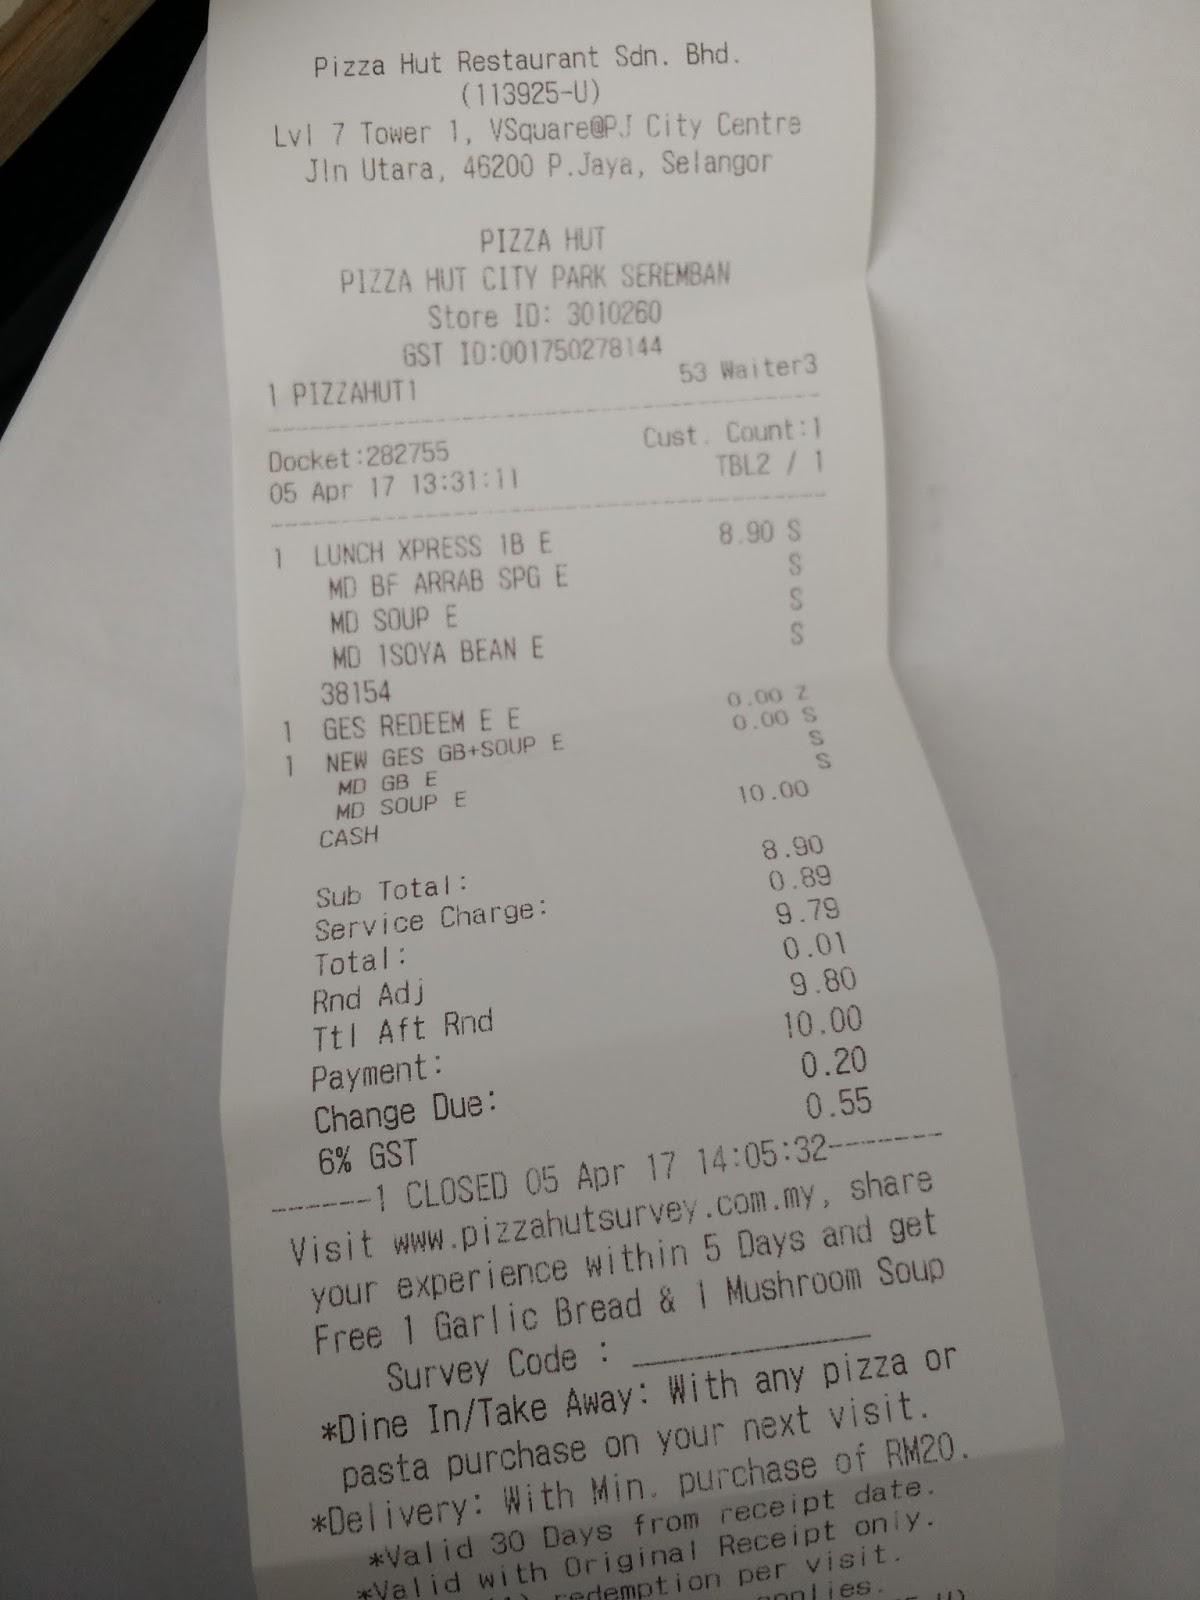 Pizza Hut Restaurant Sdn. Bhd.
(113925-U)
Lvl 7 Tower 1, VSquare@PJ City Centre
Jln Utara, 46200 P.Jaya, Selangor
PIZZA HUT
PIZZA HUT CITY PARK SEREMBAN
Store ID: 3010260
GST ID:001750278144
1 PIZZAHUT1 53 Waiter3
Docket:282755 Cust. Count:1
05 Apr 17 13:31:11 TBL2 / 1
1 LUNCH XPRESS 1B E 8.90 S
MD BF ARRAB SPG E S
MD SOUP E S
MD 1SOYA BEAN E S
38154
1 GES REDEEM E E 0.00 Z
1 NEW GES GB+SOUP E 0.00 S
MD GB E S
MD SOUP E S
CASH 10.00
Sub Total: 8.90
Service Charge: 0.89
Total: 9.79
Rnd Adj 0.01
Ttl Aft Rnd 9.80
Payment: 10.00
Change Due: 0.20
6% GST 0.55
------1 CLOSED 05 Apr 17 14:05:32-------
Visit www.pizzahutsurvey.com.my, share
your experience within 5 Days and get
Free 1 Garlic Bread & 1 Mushroom Soup
Survey Code : ____________
*Dine In/Take Away: With any pizza or
pasta purchase on your next visit.
*Delivery: With Min. purchase of RM20.
*Valid 30 Days from receipt date.
*Valid with Original Receipt only.
redemption per visit.
applies.